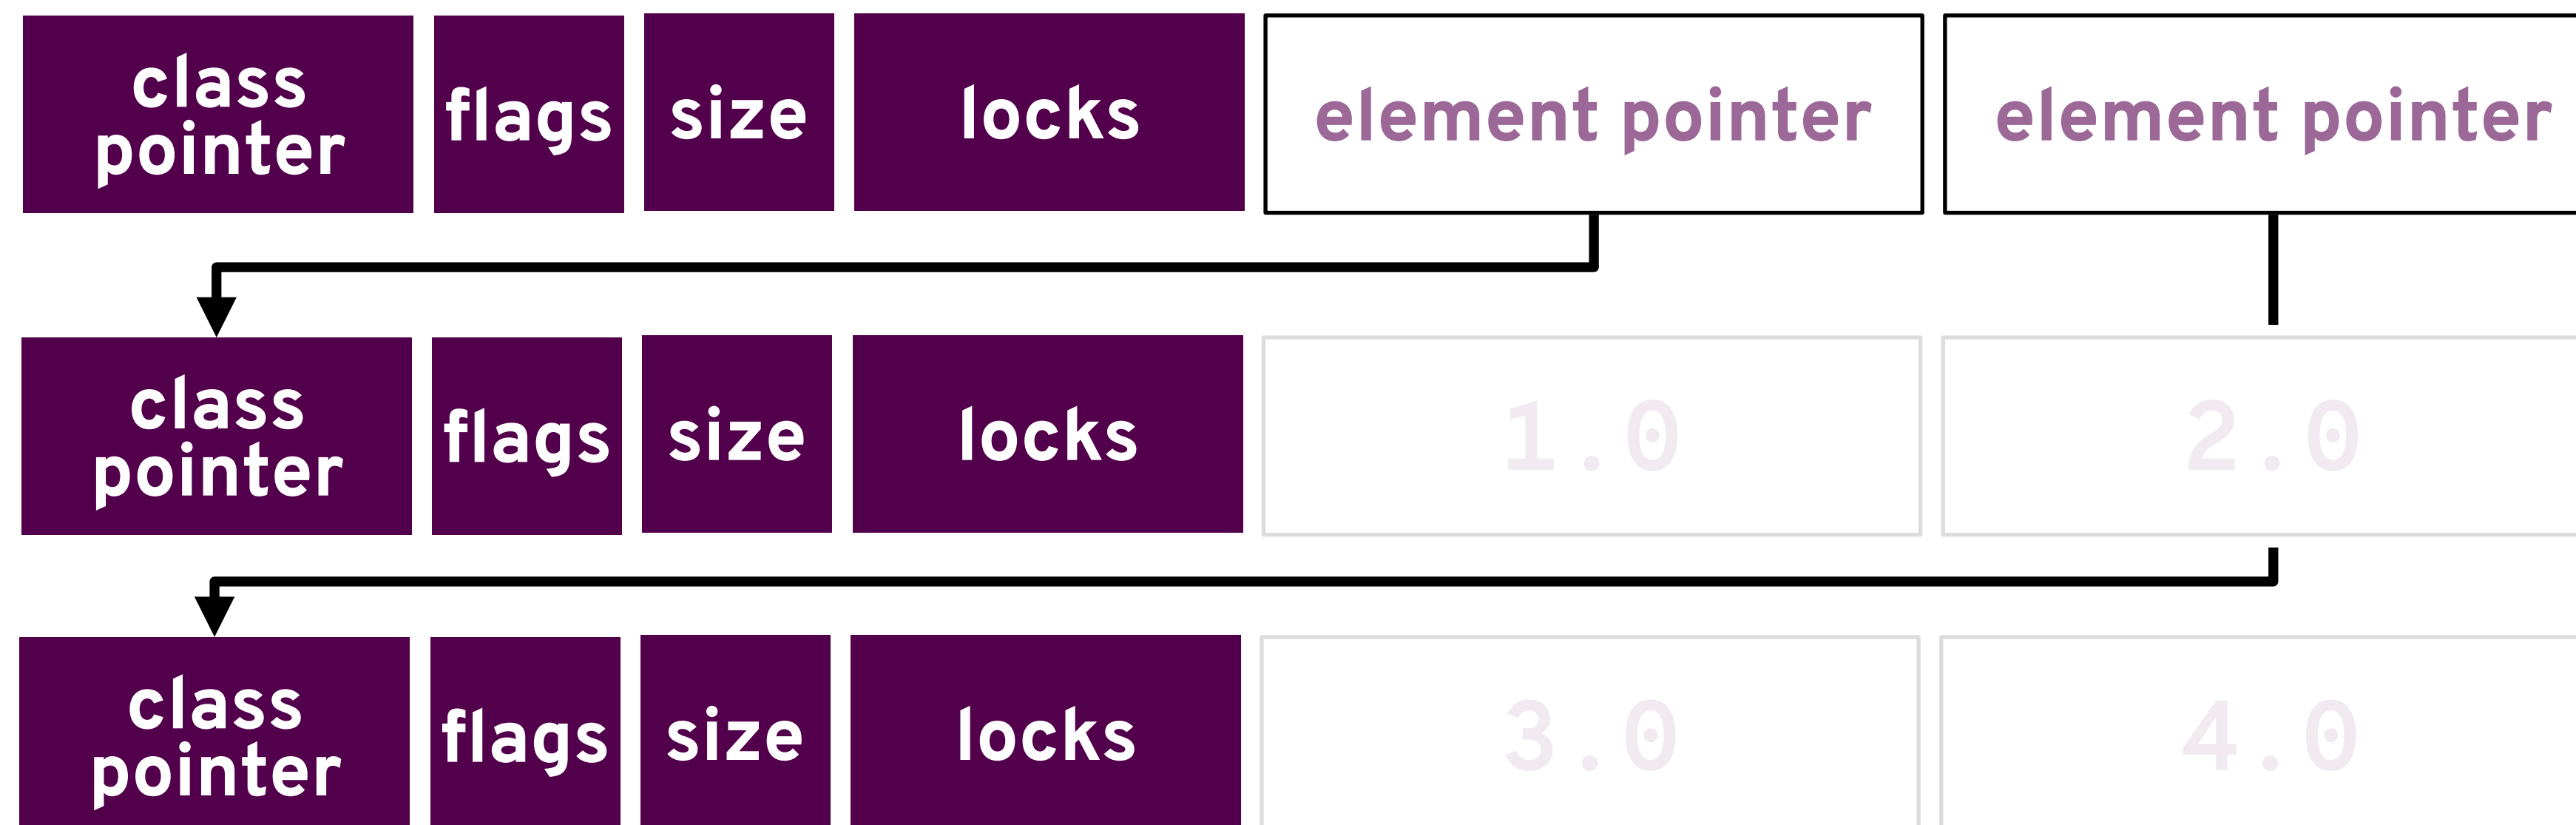 class
pointer
flags
size
locks
element pointer
element pointer
class
pointer
flags
size
locks
1.0
2.0
class
pointer
flags
size
locks
3.0
4.0